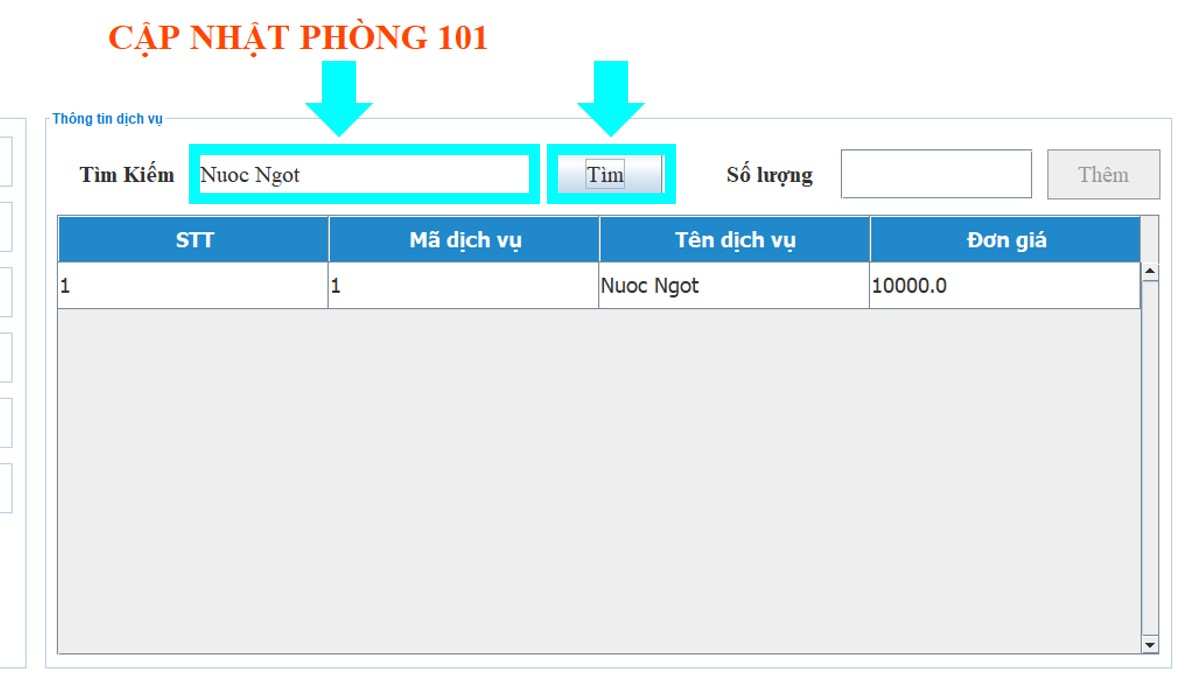 CẬP NHẬT PHÒNG 101
Thông tin dịch vụ
Tìm Kiếm Nuoc Ngot Tìm Số lượng Thêm
STT Mã dịch vụ Tên dịch vụ Đơn giá
1 1 Nuoc Ngot 10000.0